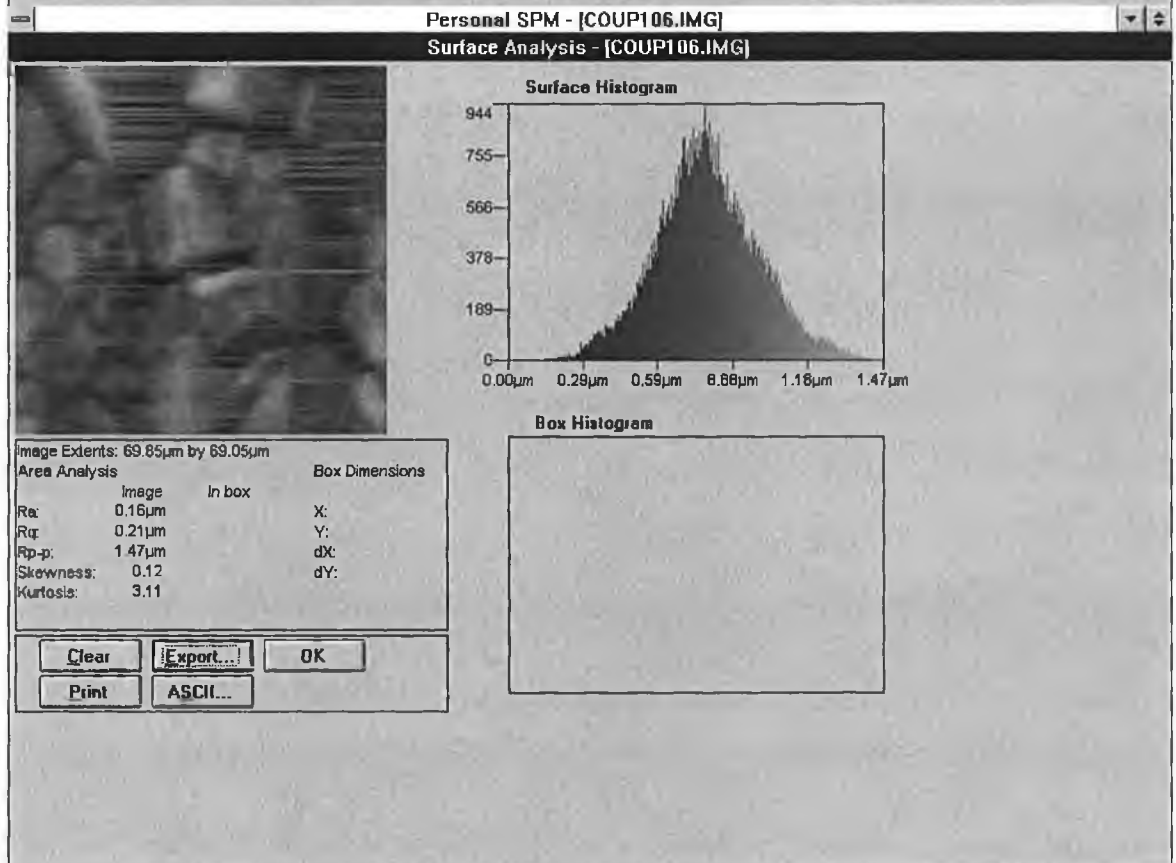 Personal SPM - [COUP106.IMG]
Surface Analysis - [COUP106.IMG]
Surface Histogram
944
755
566
378
189
0
0.00µm 0.29µm 0.59µm 8.88µm 1.18µm 1.47µm
Box Histogram
Image Extents: 69.85µm by 69.05µm
Area Analysis Box Dimensions
Image In box
Ra: 0.16µm X:
Rq: 0.21µm Y:
Rp-p: 1.47µm dX:
Skewness: 0.12 dY:
Kurtosis: 3.11
Clear Export... OK
Print ASCII...